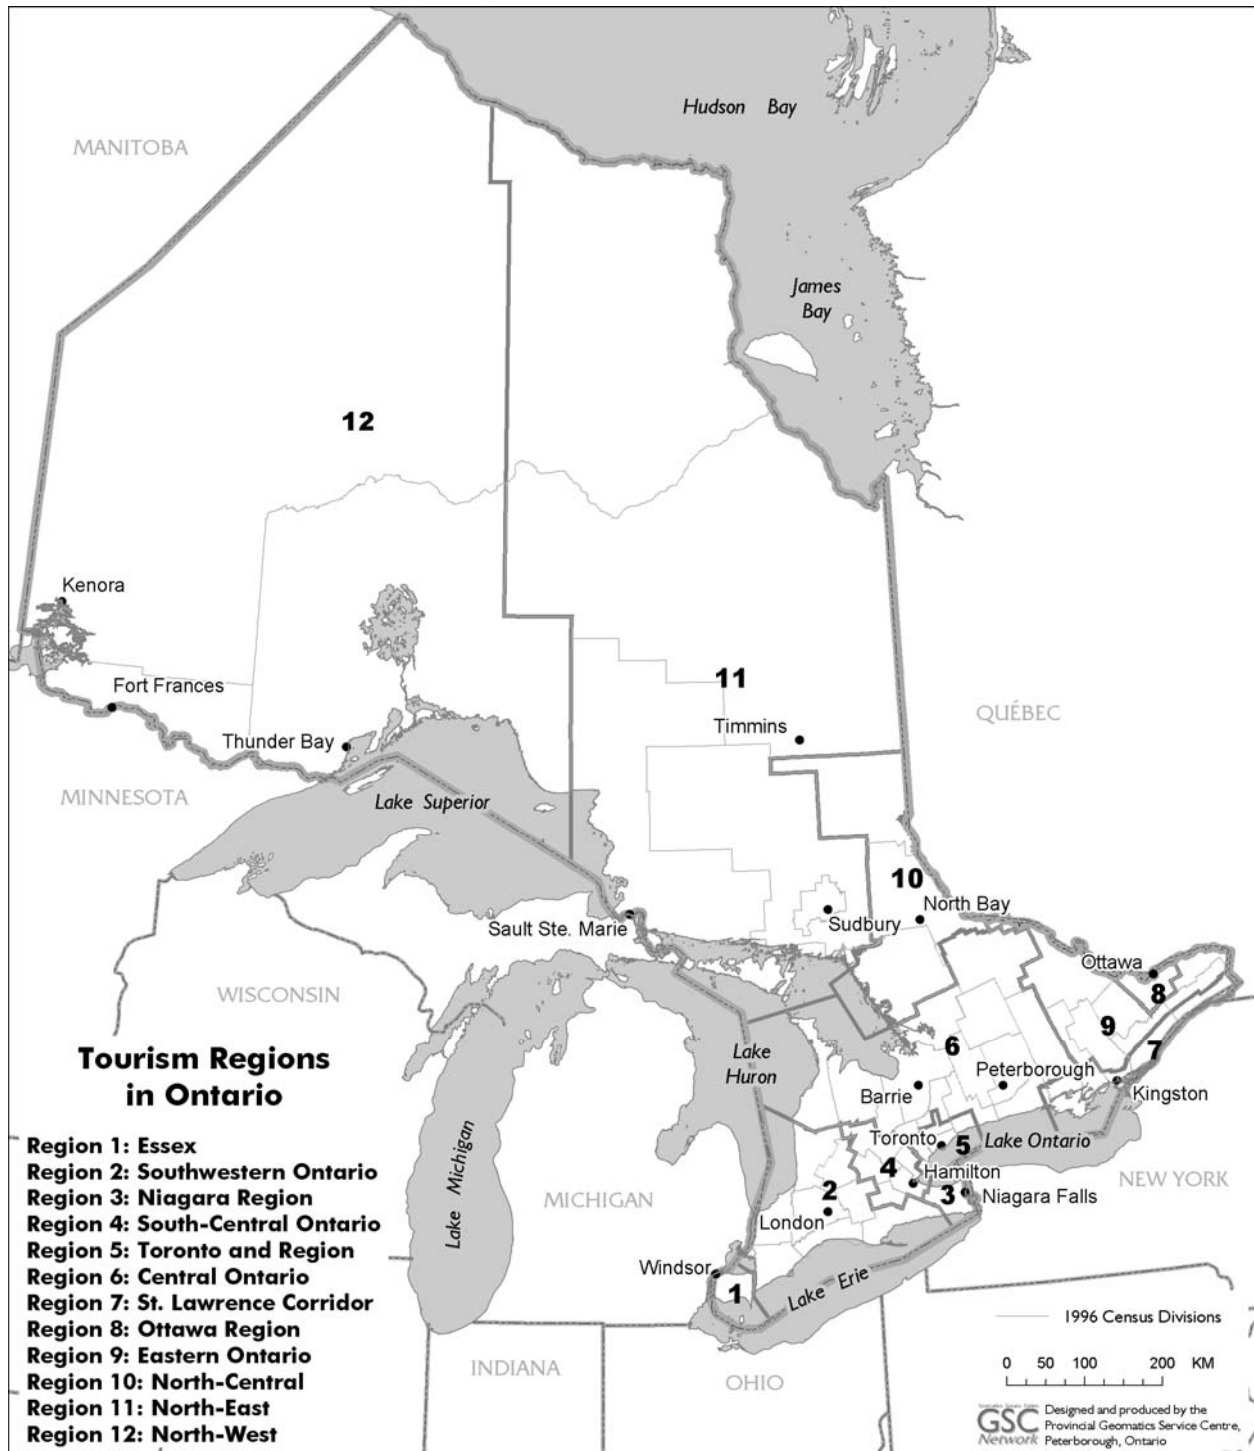 Hudson Bay
MANITOBA
James
Bay
12
Kenora
11
Fort Frances
QUÉBEC
Timmins
Thunder Bay
MINNESOTA
Lake Superior
10
North Bay
Sudbury
Sault Ste. Marie
Ottawa
8
WISCONSIN
9
6
7
Lake
Huron
Peterborough
Barrie
Kingston
Toronto
5
Lake Ontario
4
Hamilton
NEW YORK
3
Niagara Falls
Lake Michigan
MICHIGAN
2
London
Windsor
1
Lake Erie
INDIANA
OHIO
Tourism Regions
in Ontario
Region 1: Essex
Region 2: Southwestern Ontario
Region 3: Niagara Region
Region 4: South-Central Ontario
Region 5: Toronto and Region
Region 6: Central Ontario
Region 7: St. Lawrence Corridor
Region 8: Ottawa Region
Region 9: Eastern Ontario
Region 10: North-Central
Region 11: North-East
Region 12: North-West
1996 Census Divisions
0 50 100 200 KM
GSC
Network
Designed and produced by the
Provincial Geomatics Service Centre,
Peterborough, Ontario